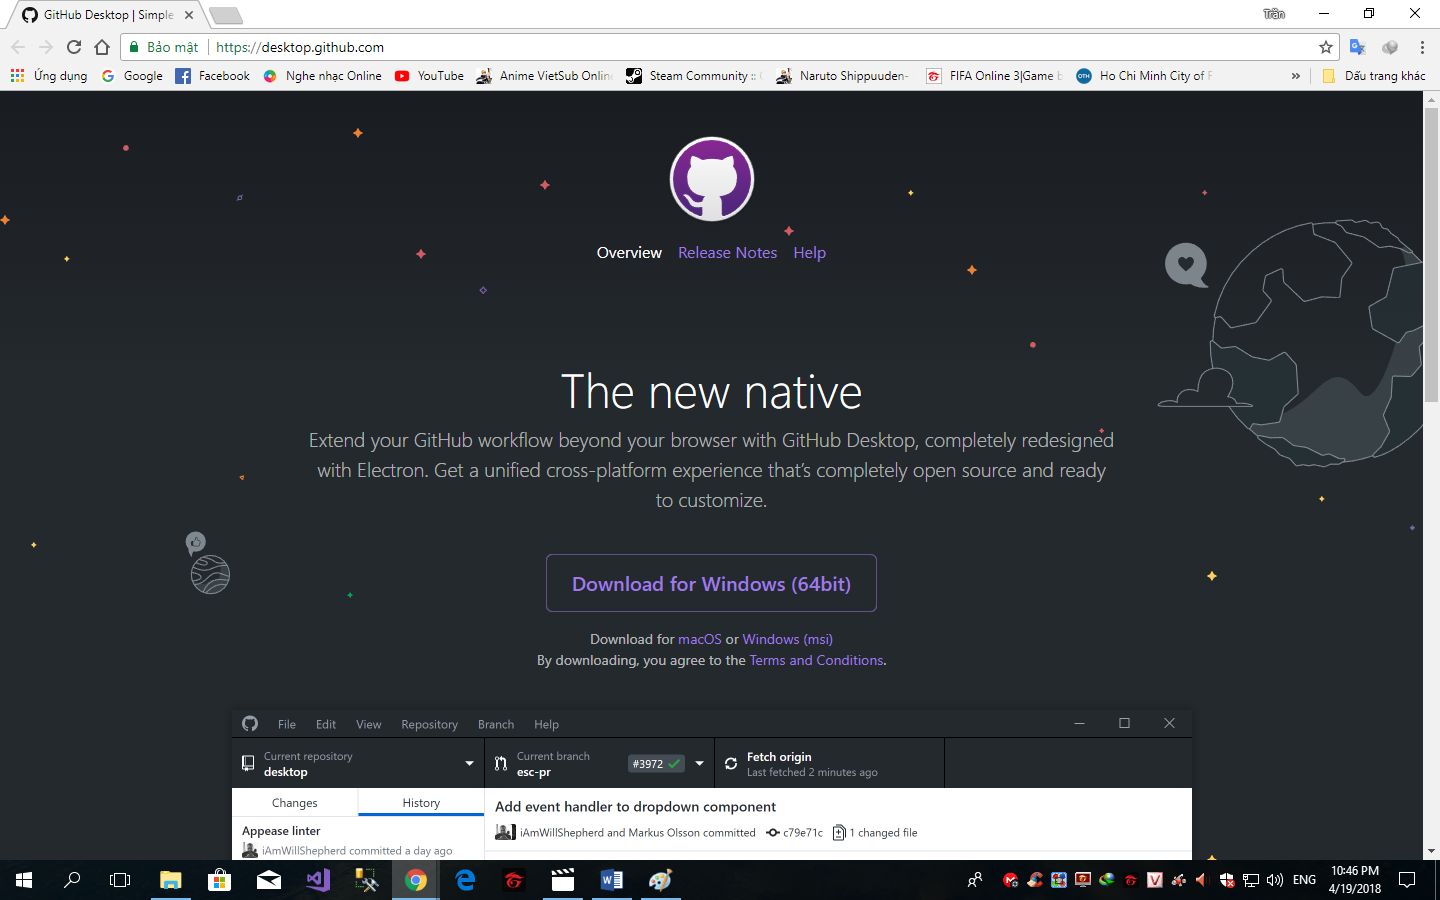 GitHub Desktop | Simple
Trần
Bảo mật
https://desktop.github.com
Ứng dụng
Google
Facebook
Nghe nhạc Online
YouTube
Anime VietSub Onlin
Steam Community ::
Naruto Shippuuden-
FIFA Online 3|Game
OTH
Ho Chi Minh City of
»
Dấu trang khác
Overview
Release Notes
Help
The new native
Extend your GitHub workflow beyond your browser with GitHub Desktop, completely redesigned
with Electron. Get a unified cross-platform experience that's completely open source and ready
to customize.
Download for Windows (64bit)
Download for macOS or Windows (msi)
By downloading, you agree to the Terms and Conditions.
File
Edit
View
Repository
Branch
Help
Current repository
desktop
Current branch
esc-pr
#3972
Fetch origin
Last fetched 2 minutes ago
Changes
History
Add event handler to dropdown component
iAmWillShepherd and Markus Olsson committed
c79e71c
1 changed file
Appease linter
iAmWillShepherd committed a day ago
ENG
10:46 PM
4/19/2018